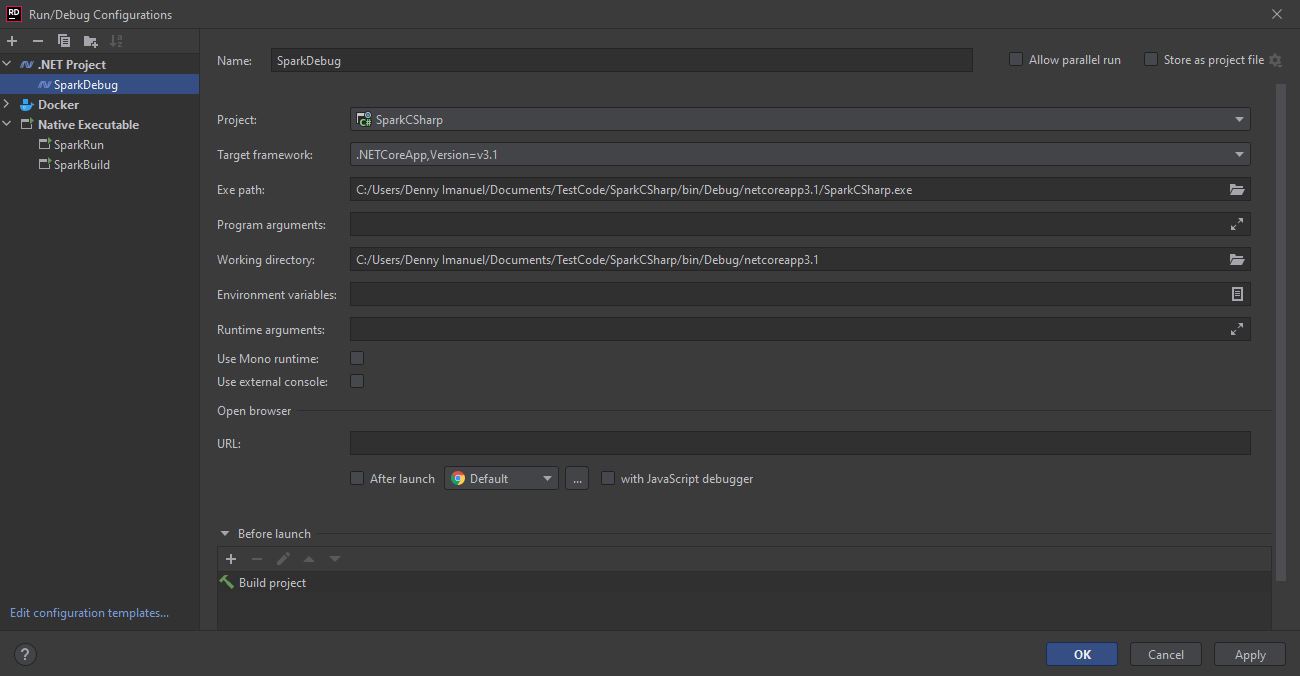 RD Run/Debug Configurations
.NET Project
SparkDebug
Docker
Native Executable
SparkRun
SparkBuild
Edit configuration templates...
Name: SparkDebug Allow parallel run Store as project file
Project: C# SparkCSharp
Target framework: .NETCoreApp,Version=v3.1
Exe path: C:/Users/Denny Imanuel/Documents/TestCode/SparkCSharp/bin/Debug/netcoreapp3.1/SparkCSharp.exe
Program arguments:
Working directory: C:/Users/Denny Imanuel/Documents/TestCode/SparkCSharp/bin/Debug/netcoreapp3.1
Environment variables:
Runtime arguments:
Use Mono runtime:
Use external console:
Open browser
URL:
After launch Default ... with JavaScript debugger
Before launch
Build project
? OK Cancel Apply